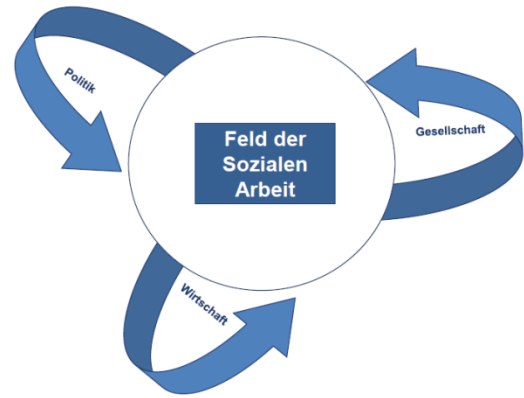 Politik
Gesellschaft
Feld der
Sozialen
Arbeit
Wirtschaft